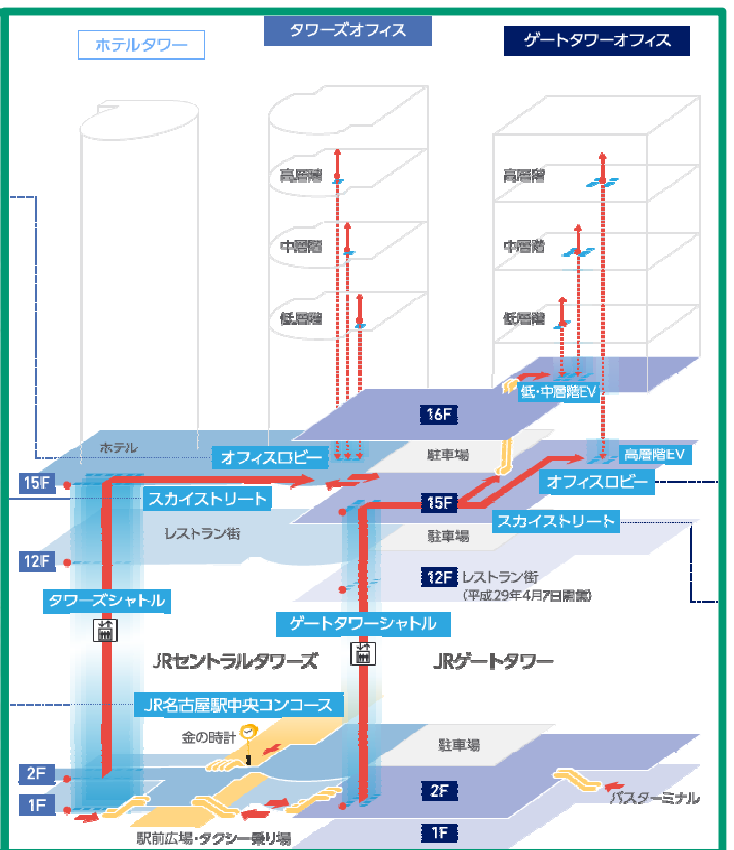 ホテルタワー
タワーズオフィス
ゲートタワーオフィス
高層階
高層階
中層階
中層階
低層階
低層階
低・中層階EV
16F
ホテル
オフィスロビー
駐車場
高層階EV
15F
スカイストリート
15F
オフィスロビー
スカイストリート
レストラン街
駐車場
12F
12F レストラン街
(平成29年4月7日開業)
タワーズシャトル
ゲートタワーシャトル
JRセントラルタワーズ
JRゲートタワー
JR名古屋駅中央コンコース
金の時計
駐車場
2F
2F
バスターミナル
1F
1F
駅前広場・タクシー乗り場